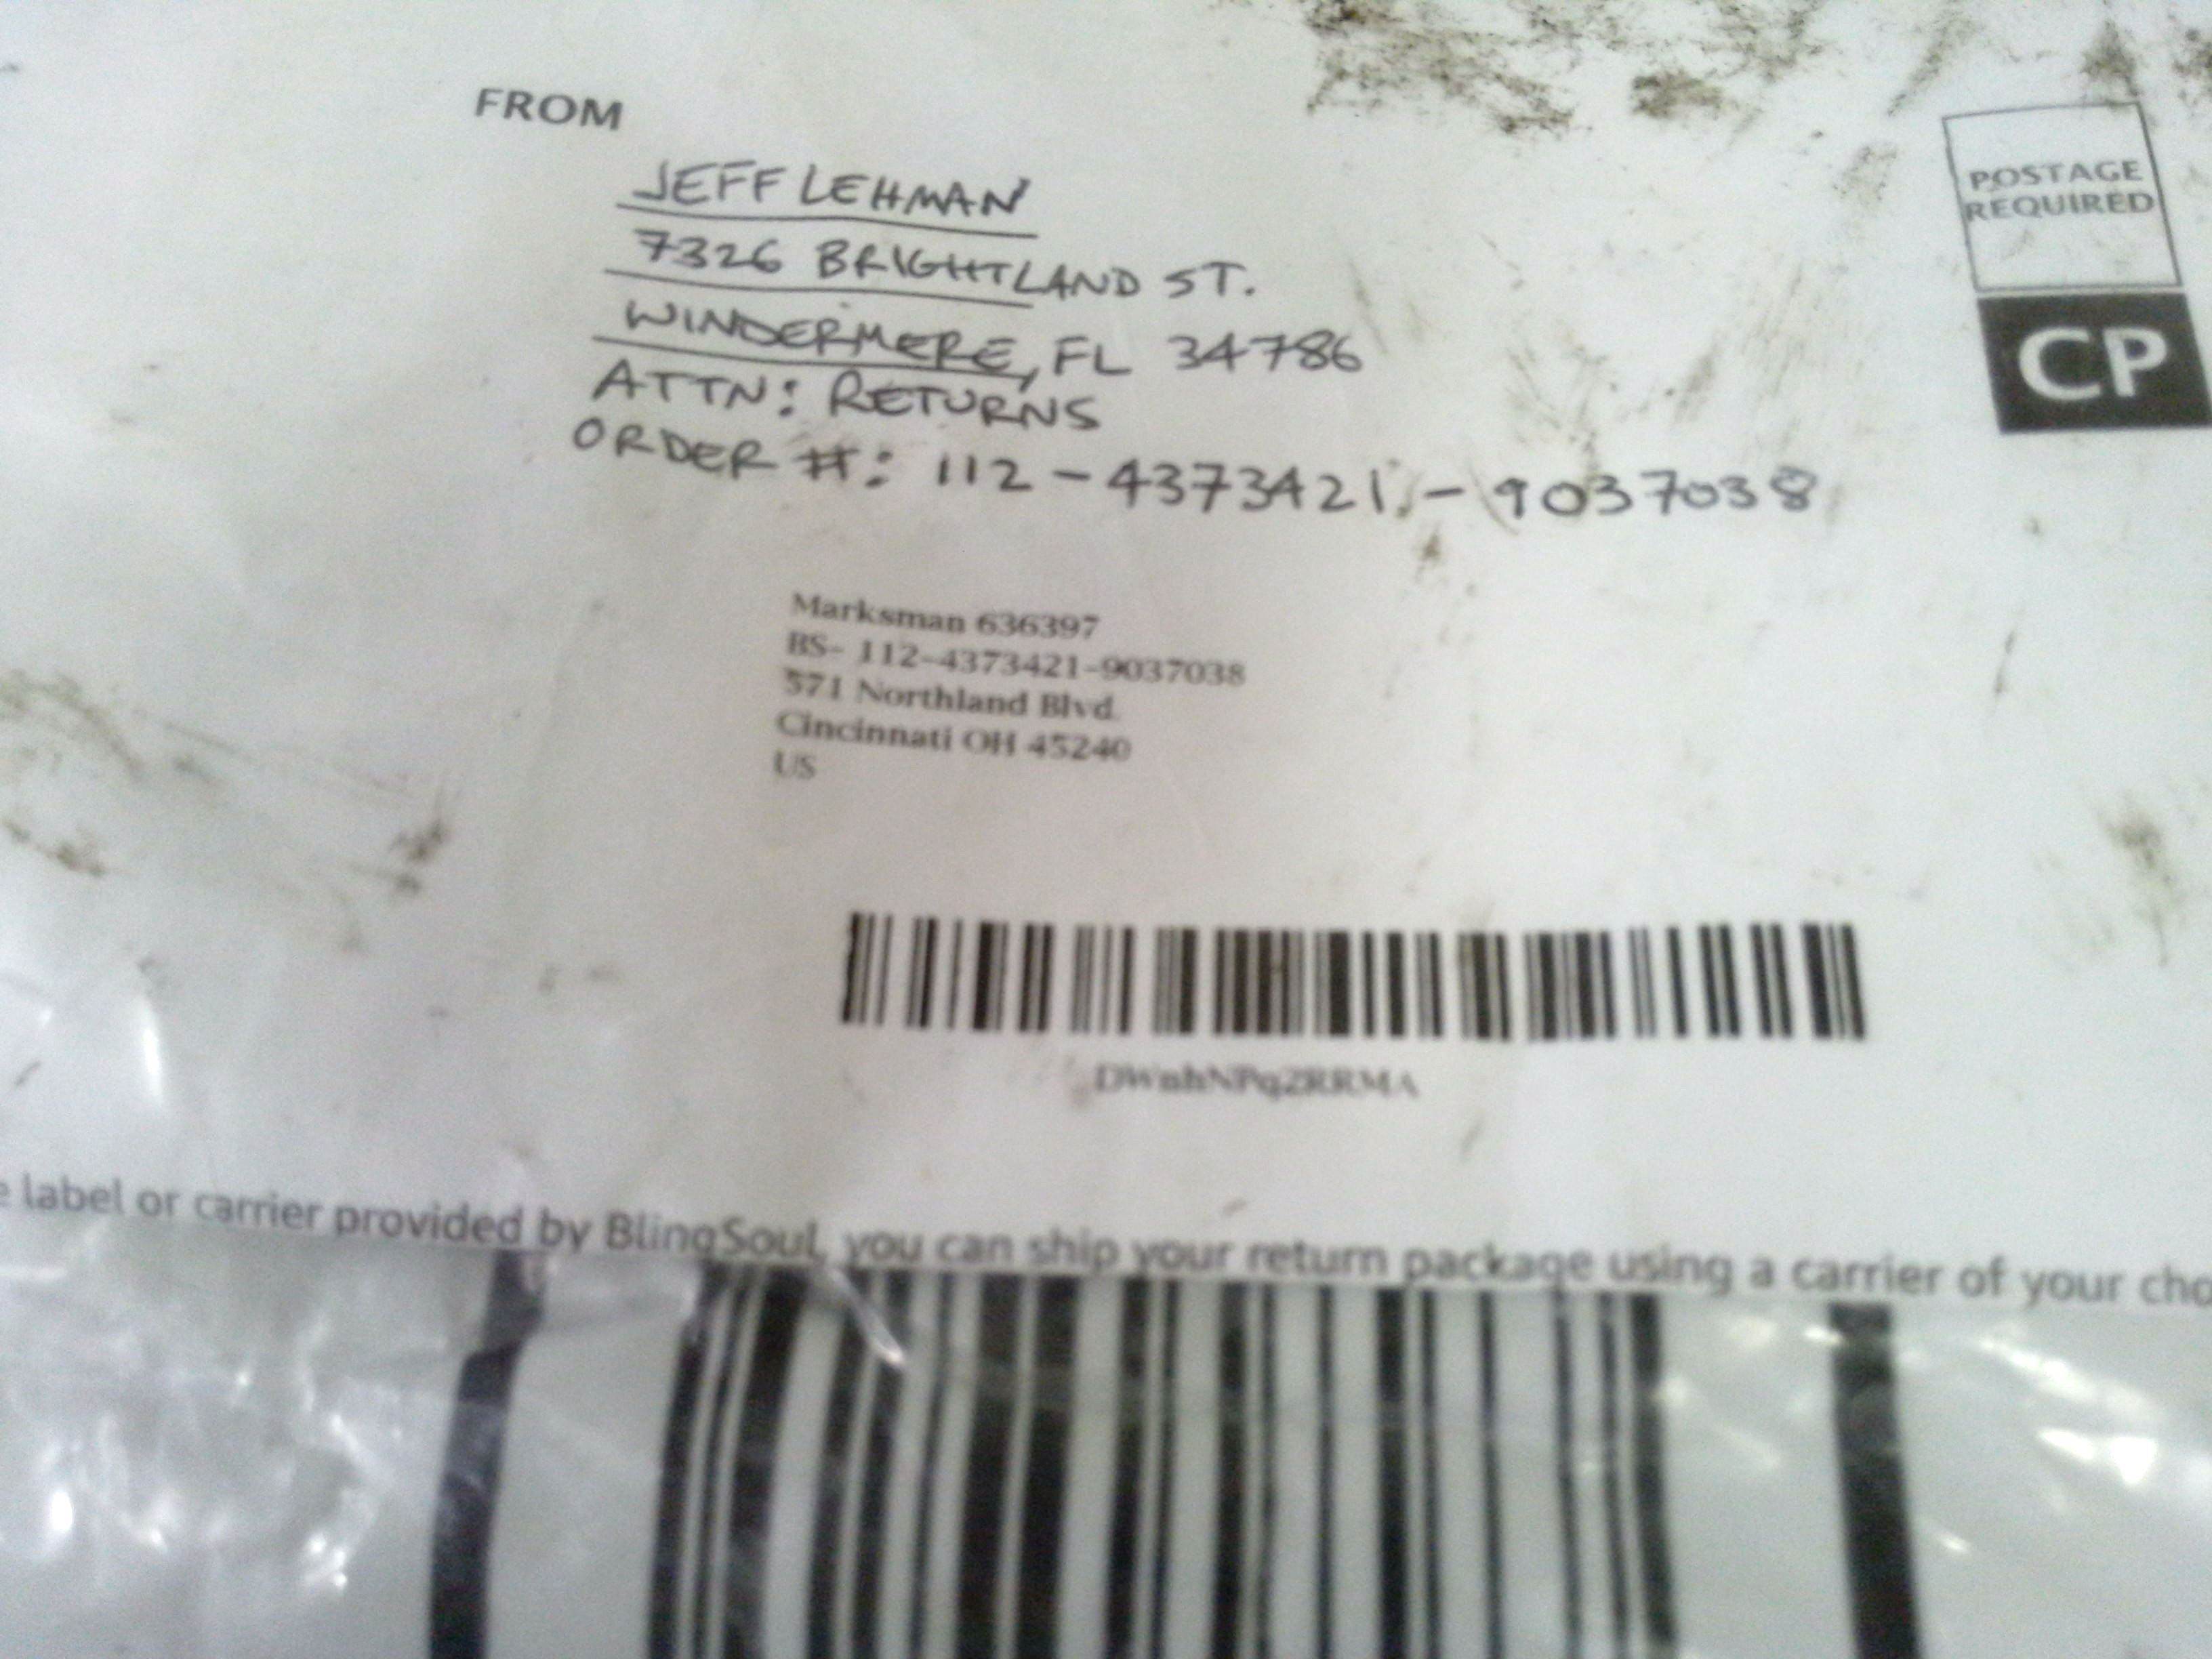 FROM
JEFF LEHMAN
7326 BRIGHTLAND ST.
WINDERMERE, FL 34786
ATTN: RETURNS
ORDER #: 112-4373421-9037038
POSTAGE
REQUIRED
CP
Marksman 636397
BS- 112-4373421-9037038
571 Northland Blvd.
Cincinnati OH 45240
US
DWnhNPqZRRMA
label or carrier provided by BlingSoul, you can ship your return package using a carrier of your